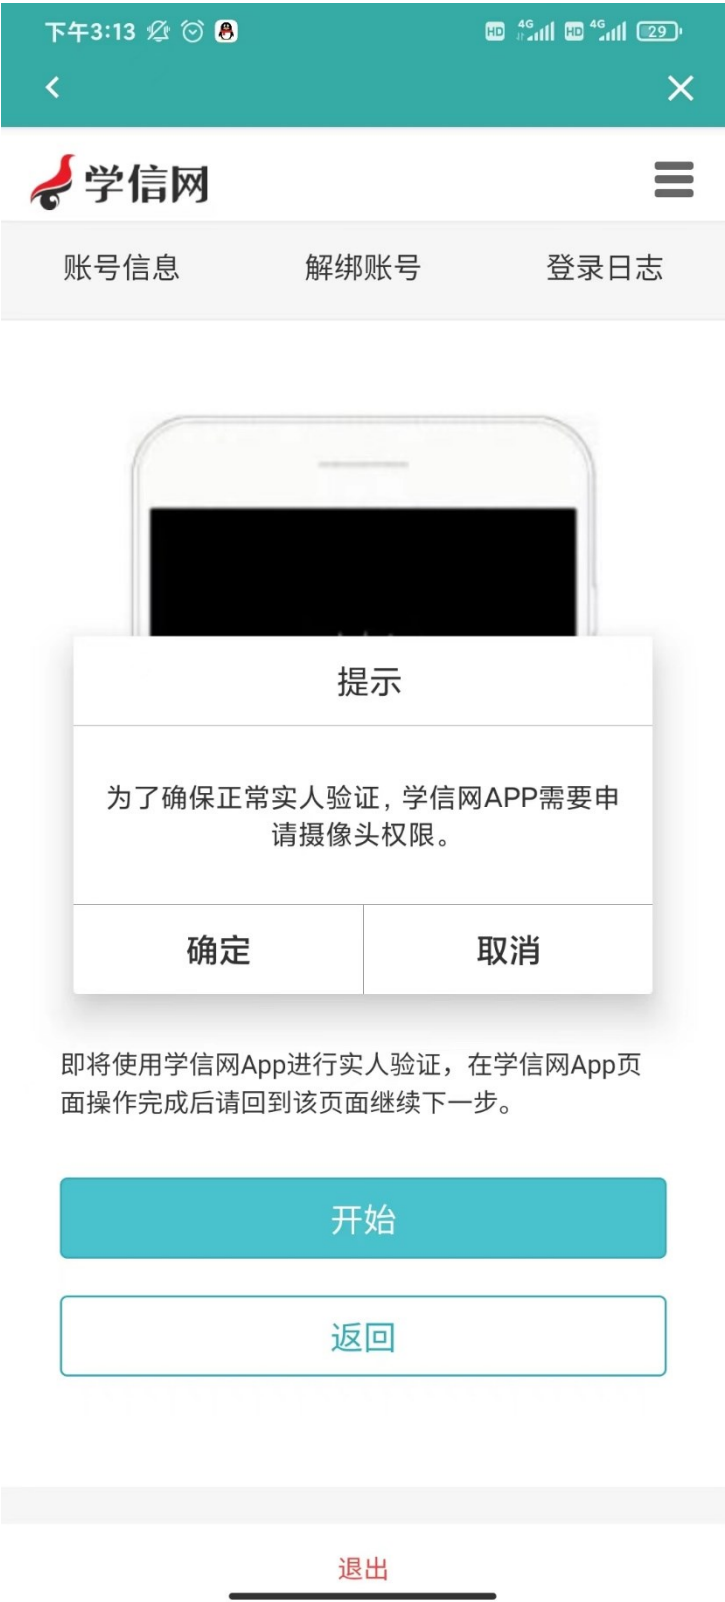 下午3:13 HD 4G HD 4G 29
学信网
账号信息 解绑账号 登录日志
提示
为了确保正常实人验证，学信网APP需要申
请摄像头权限。
确定 取消
即将使用学信网App进行实人验证，在学信网App页
面操作完成后请回到该页面继续下一步。
开始
返回
退出